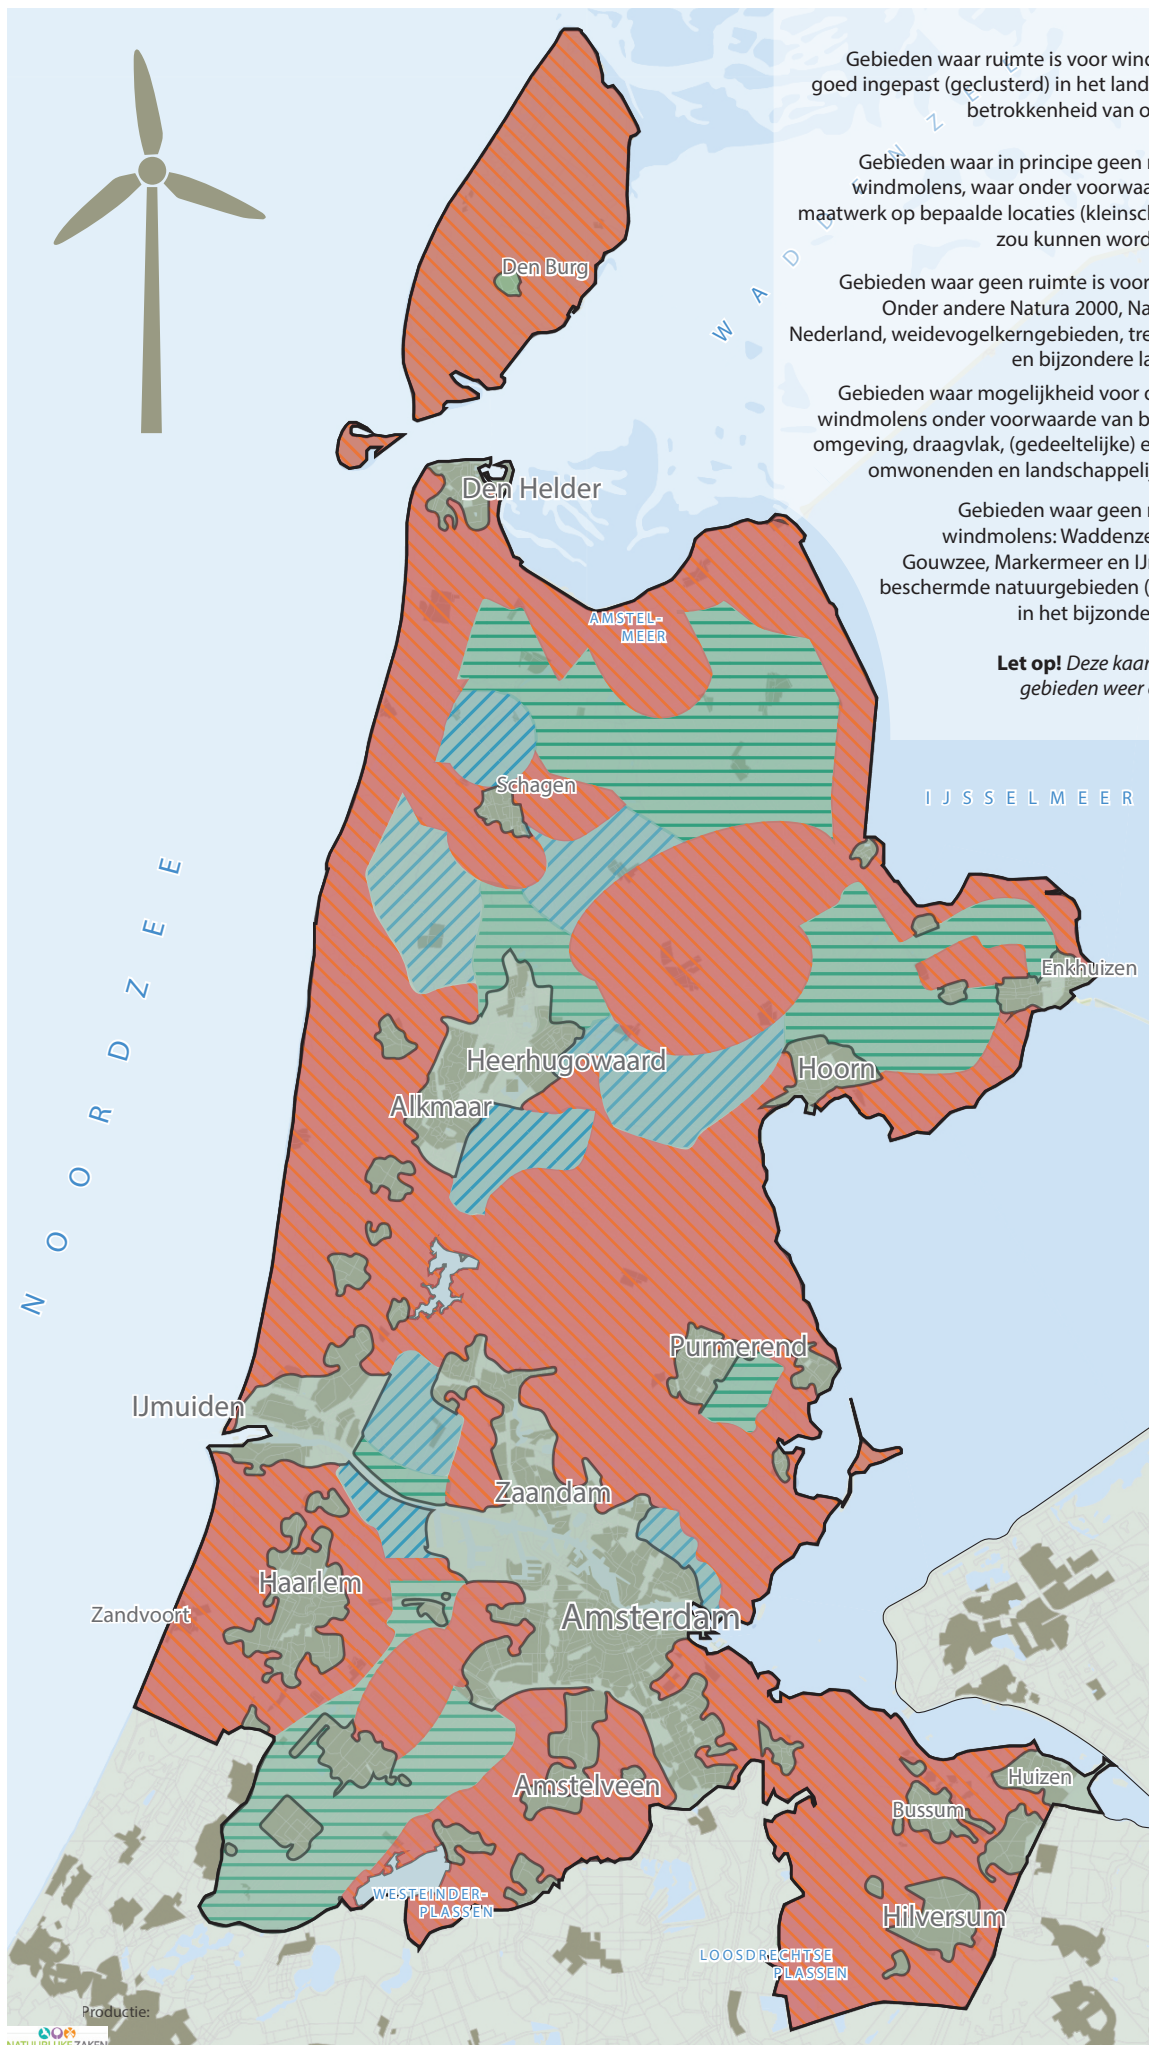 Gebieden waar ruimte is voor wind
goed ingepast (geclusterd) in het land
betrokkenheid van o
Gebieden waar in principe geen
windmolens, waar onder voorwaa
maatwerk op bepaalde locaties (kleinsc
zou kunnen word
Gebieden waar geen ruimte is voor
Onder andere Natura 2000, Na
Nederland, weidevogelkerngebieden, tre
en bijzondere la
Gebieden waar mogelijkheid voor
windmolens onder voorwaarde van b
omgeving, draagvlak, (gedeeltelijke) e
omwonenden en landschappelij
Gebieden waar geen
windmolens: Waddenze
Gouwzee, Markermeer en IJ
beschermde natuurgebieden (
in het bijzonde
Let op! Deze kaar
gebieden weer
WADDENZEE
Den Burg
Den Helder
AMSTEL-
MEER
Schagen
IJSSELMEER
NOORDZEE
Enkhuizen
Heerhugowaard
Hoorn
Alkmaar
Purmerend
IJmuiden
Zaandam
Haarlem
Zandvoort
Amsterdam
Amstelveen
Huizen
Bussum
WESTEINDER-
PLASSEN
Hilversum
LOOSDRECHTSE
PLASSEN
Productie:
NATUURLIJKE ZAKEN